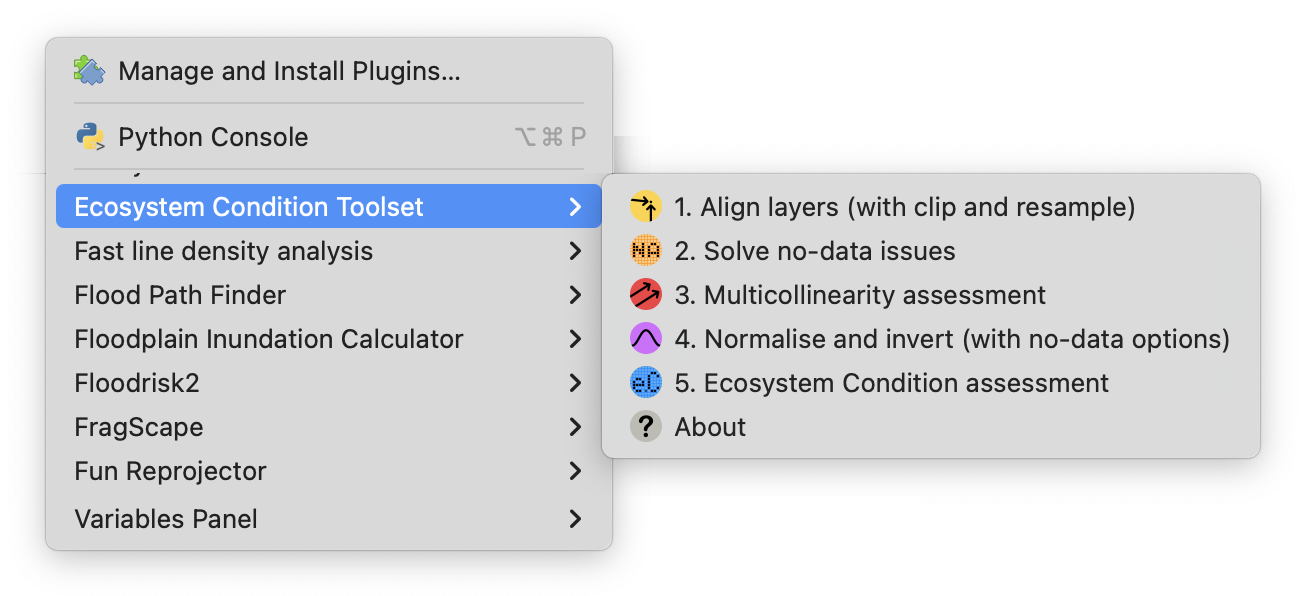 Manage and Install Plugins...
Python Console ⌥⌘P
Ecosystem Condition Toolset
Fast line density analysis
Flood Path Finder
Floodplain Inundation Calculator
Floodrisk2
FragScape
Fun Reprojector
Variables Panel
1. Align layers (with clip and resample)
NA 2. Solve no-data issues
3. Multicollinearity assessment
4. Normalise and invert (with no-data options)
eC 5. Ecosystem Condition assessment
? About